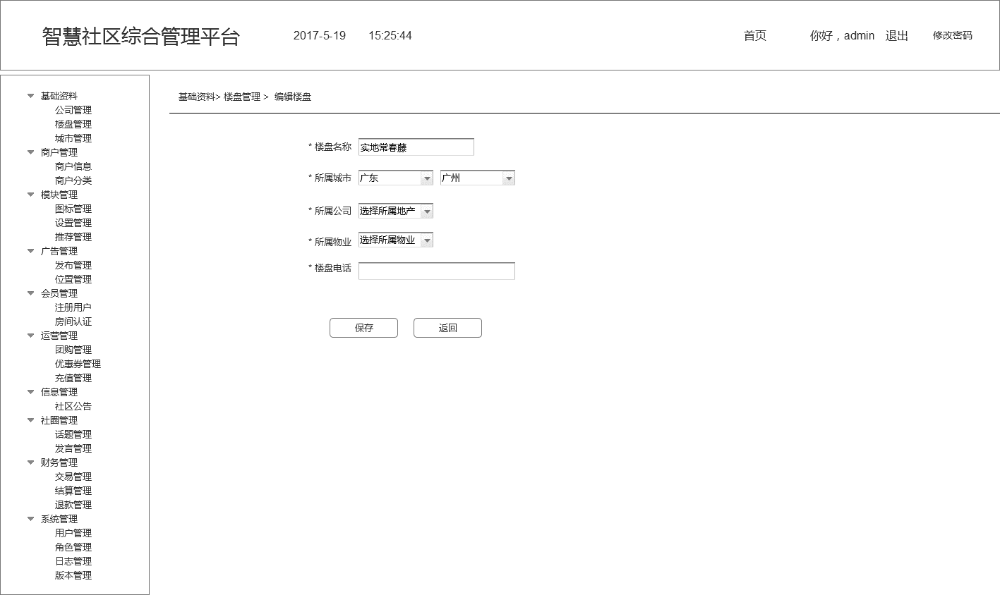 智慧社区综合管理平台 2017-5-19 15:25:44 首页 你好，admin 退出 修改密码
基础资料
公司管理
楼盘管理
城市管理
商户管理
商户信息
商户分类
模块管理
图标管理
设置管理
推荐管理
广告管理
发布管理
位置管理
会员管理
注册用户
房间认证
运营管理
团购管理
优惠券管理
充值管理
信息管理
社区公告
社圈管理
话题管理
发言管理
财务管理
交易管理
结算管理
退款管理
系统管理
用户管理
角色管理
日志管理
版本管理
基础资料> 楼盘管理 > 编辑楼盘
* 楼盘名称 实地常春藤
* 所属城市 广东 广州
* 所属公司 选择所属地产
* 所属物业 选择所属物业
* 楼盘电话
保存 返回